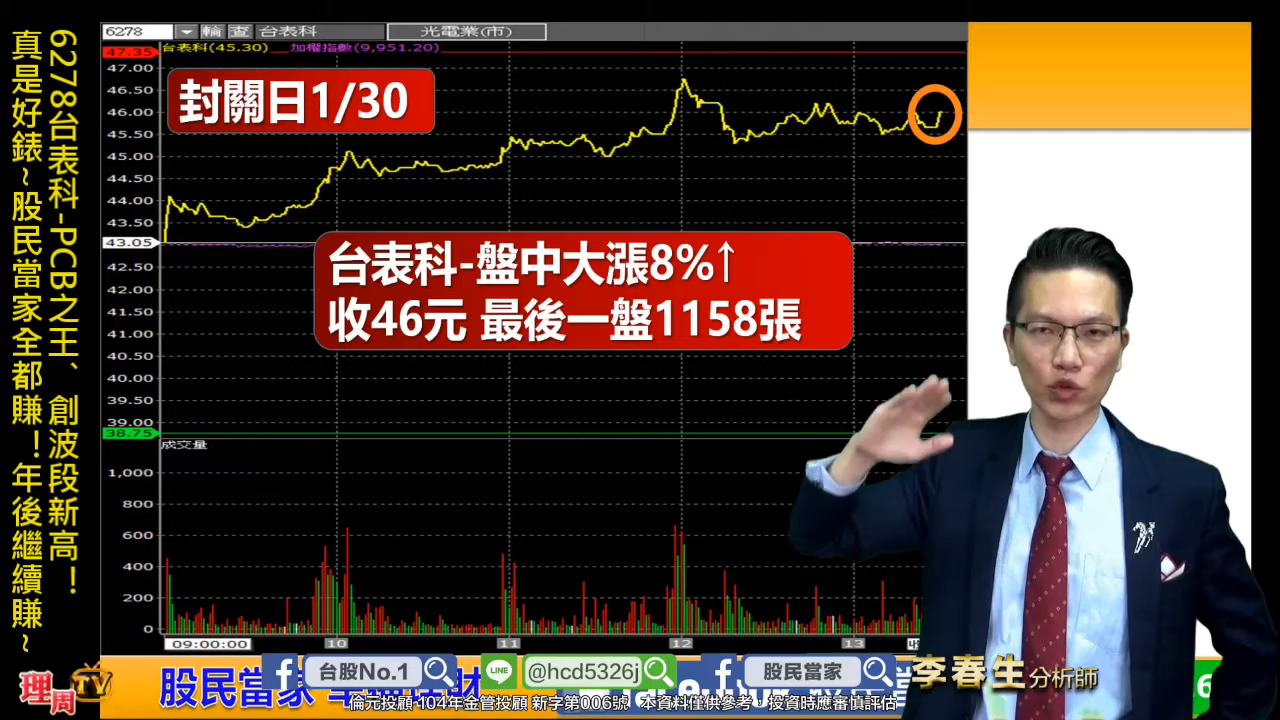 6278台表科-PCB之王、創波段新高！
真是好錶~股民當家全都賺！年後繼續賺~
6278 輪 查 台表科 光電業(市)
台表科(45.30) 加權指數(9,951.20)
47.35
47.00
46.50
46.00
45.50
45.00
44.50
44.00
43.50
43.05
42.50
42.00
41.50
41.00
40.50
40.00
39.50
39.00
38.75
封關日1/30
台表科-盤中大漲8%↑
收46元 最後一盤1158張
成交量
1,000
800
600
400
200
0
09:00:00 10 11 12 13
理周TV
股民當家
台股No.1
LINE
@hcd5326j
股民當家
李春生分析師
6
倫元投顧 104年金管投顧 新字第006號 本資料僅供參考，投資時應審慎評估